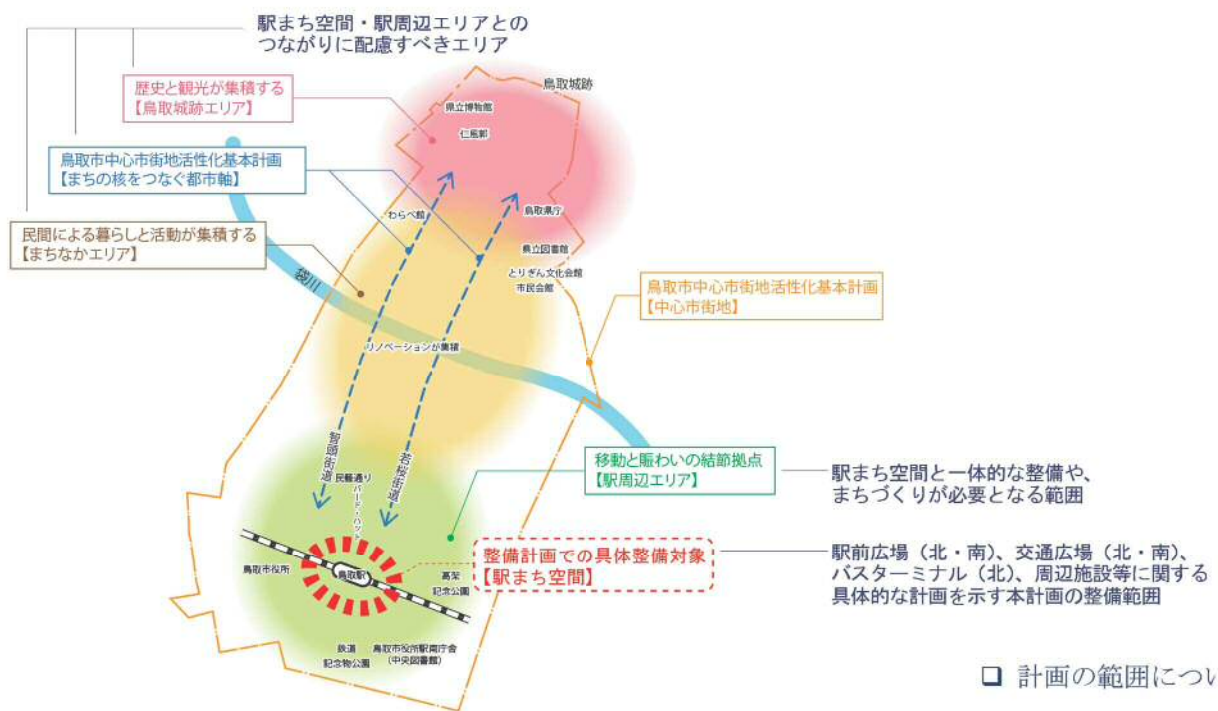 駅まち空間・駅周辺エリアとの
つながりに配慮すべきエリア
歴史と観光が集積する
【鳥取城跡エリア】
鳥取城跡
県立博物館
仁風閣
鳥取市中心市街地活性化基本計画
【まちの核をつなぐ都市軸】
わらべ館
鳥取県庁
民間による暮らしと活動が集積する
【まちなかエリア】
県立図書館
とりぎん文化会館
市民会館
袋川
鳥取市中心市街地活性化基本計画
【中心市街地】
リノベーションが集積
智頭街道
若桜街道
民藝通り
バード・ハット
移動と賑わいの結節拠点
【駅周辺エリア】
駅まち空間と一体的な整備や、
まちづくりが必要となる範囲
整備計画での具体整備対象
【駅まち空間】
駅前広場（北・南）、交通広場（北・南）、
バスターミナル（北）、周辺施設等に関する
具体的な計画を示す本計画の整備範囲
鳥取市役所
鳥取駅
高架
記念公園
鉄道
記念物公園
鳥取市役所駅南庁舎
（中央図書館）
❑ 計画の範囲につい